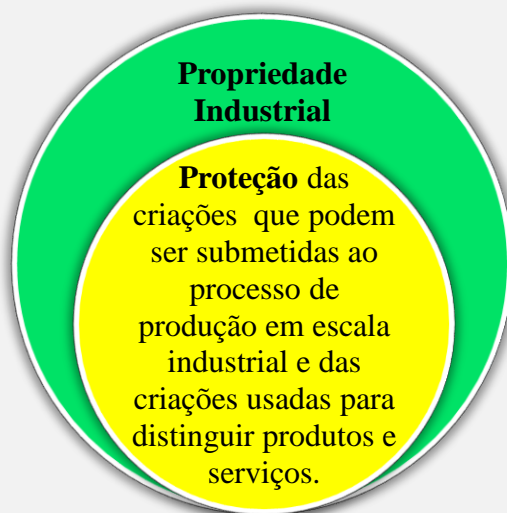 Propriedade
Industrial
Proteção das
criações que podem
ser submetidas ao
processo de
produção em escala
industrial e das
criações usadas para
distinguir produtos e
serviços.